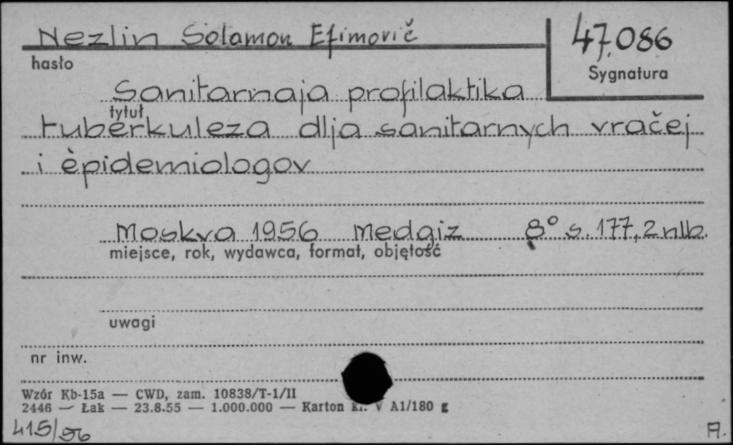 Nezlin Solomon Efimovič
47.086
hasło
Sygnatura
Sanitarnaja profilaktika
tytuł
tuberkuleza dlja sanitarnych vračej
i èpidemiologov
Moskva 1956 Medgiz 8° s. 177, 2 nlb.
miejsce, rok, wydawca, format, objętość
uwagi
nr inw.
Wzór Kb-15a — CWD, zam. 10838/T-1/II
2446 — Łak — 23.8.55 — 1.000.000 — Karton kl. V A1/180 g
415/56
A.